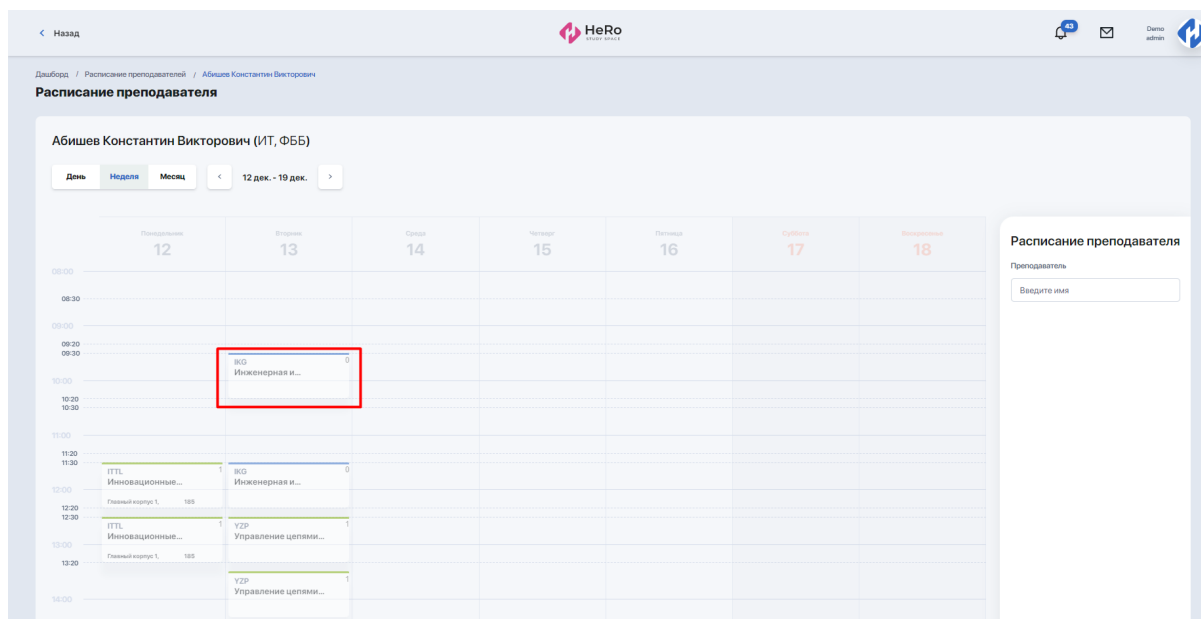 Назад
HeRo
STUDY SPACE
43
Demo
admin
Дашборд / Расписание преподавателей / Абишев Константин Викторович
Расписание преподавателя
Абишев Константин Викторович (ИТ, ФББ)
День Неделя Месяц < 12 дек. - 19 дек. >
Понедельник Вторник Среда Четверг Пятница Суббота Воскресенье
12 13 14 15 16 17 18
Расписание преподавателя
Преподаватель
Введите имя
08:00
08:30
09:00
09:20
09:30
IKG 0
Инженерная и...
10:00
10:20
10:30
11:00
11:20
11:30
ITTL 1 IKG 0
Инновационные... Инженерная и...
12:00
Главный корпус 1, 185
12:20
12:30
ITTL 1 YZP 1
Инновационные... Управление цепями...
13:00
Главный корпус 1, 185
13:20
YZP 1
Управление цепями...
14:00